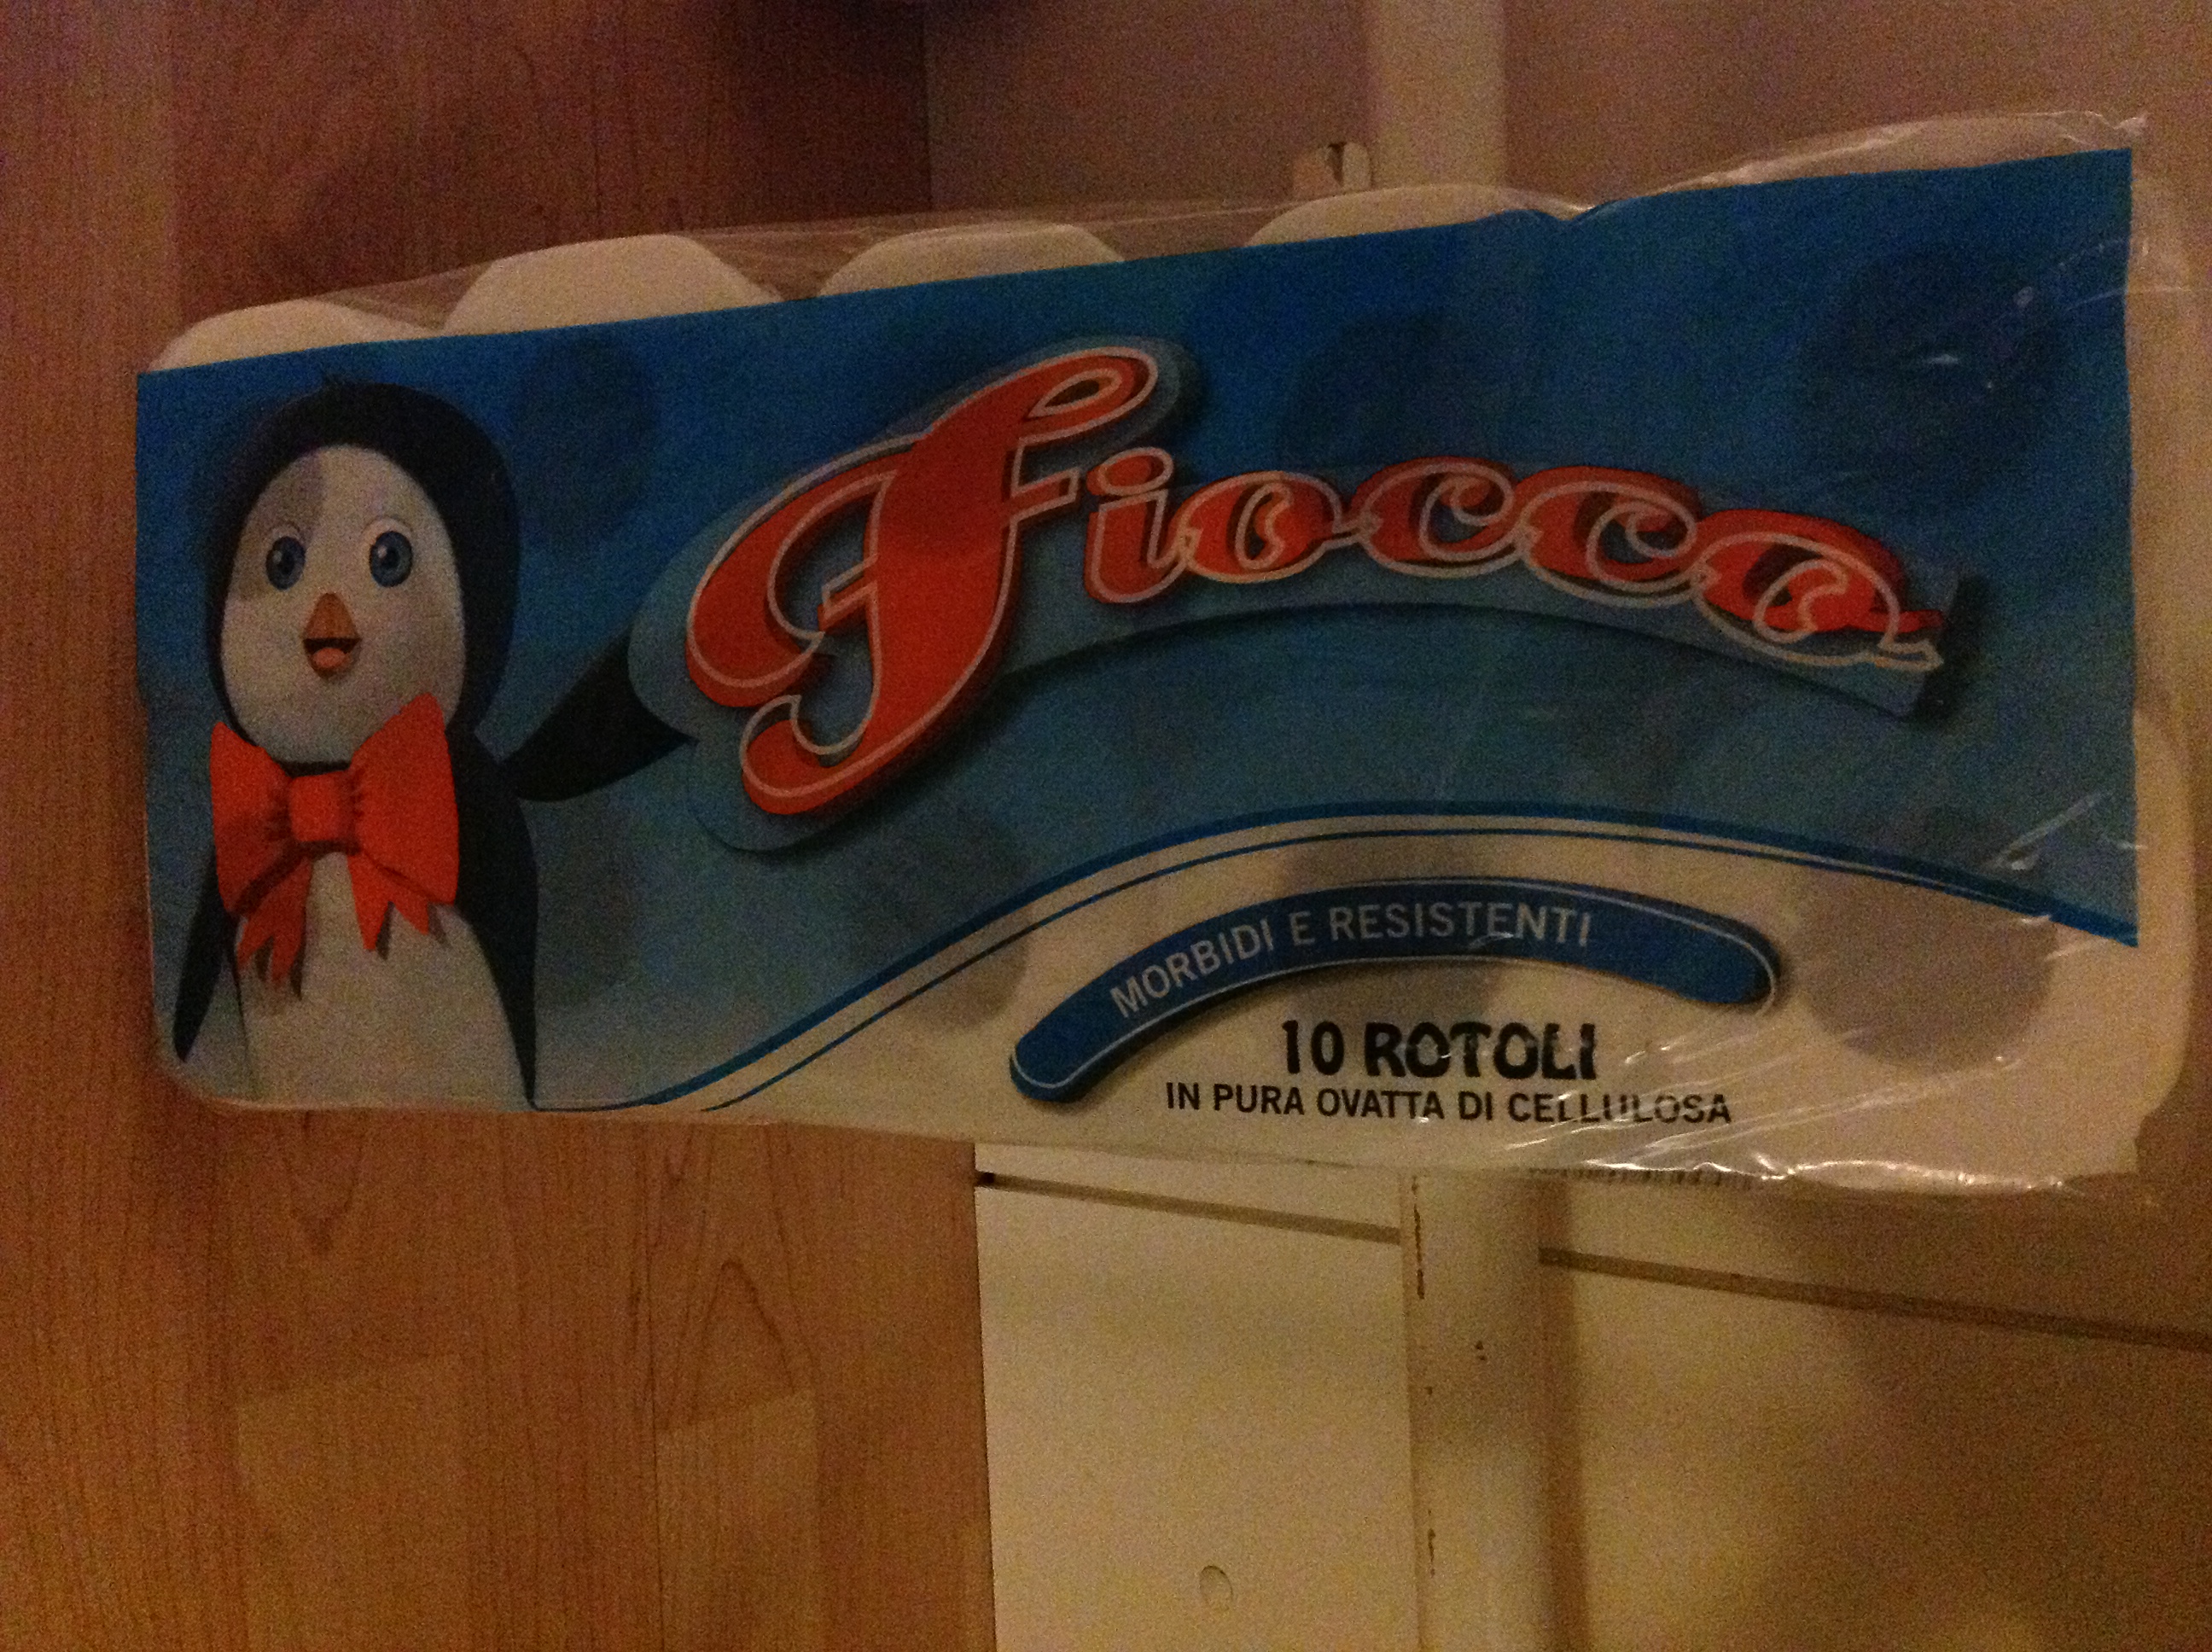 Fiocco
MORBIDI E RESISTENTI
10 ROTOLI
IN PURA OVATTA DI CELLULOSA